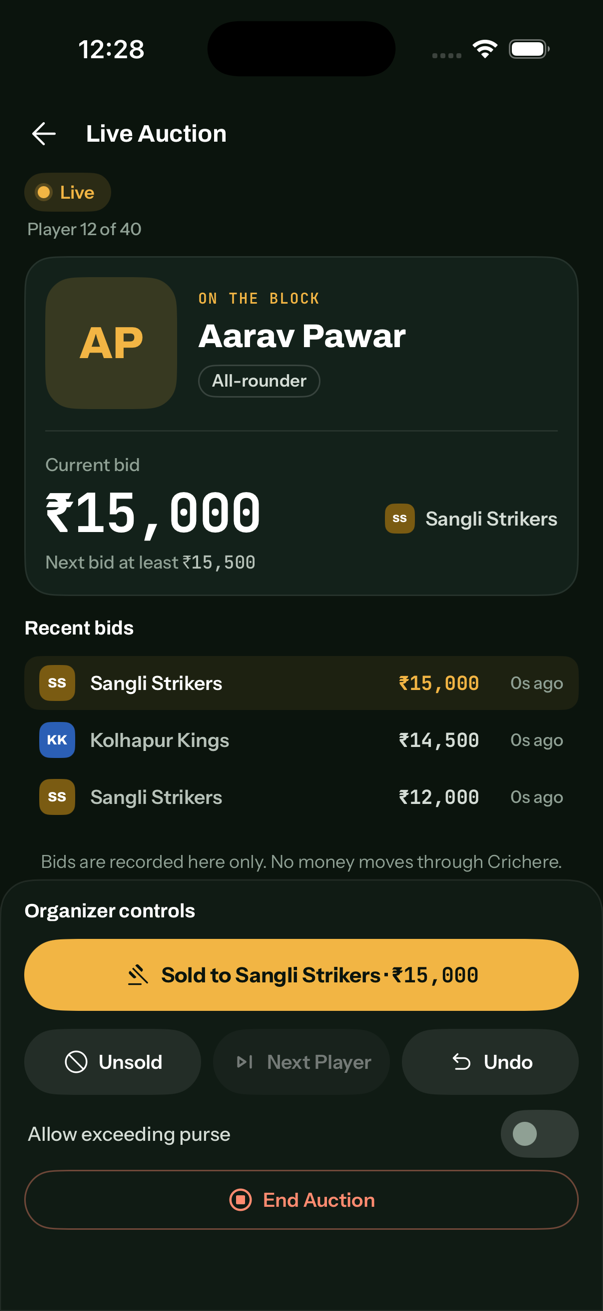 12:28
Live Auction
Live
Player 12 of 40
AP
ON THE BLOCK
Aarav Pawar
All-rounder
Current bid
₹15,000
SS Sangli Strikers
Next bid at least ₹15,500
Recent bids
SS Sangli Strikers ₹15,000 0s ago
KK Kolhapur Kings ₹14,500 0s ago
SS Sangli Strikers ₹12,000 0s ago
Bids are recorded here only. No money moves through Crichere.
Organizer controls
Sold to Sangli Strikers · ₹15,000
Unsold Next Player Undo
Allow exceeding purse
End Auction